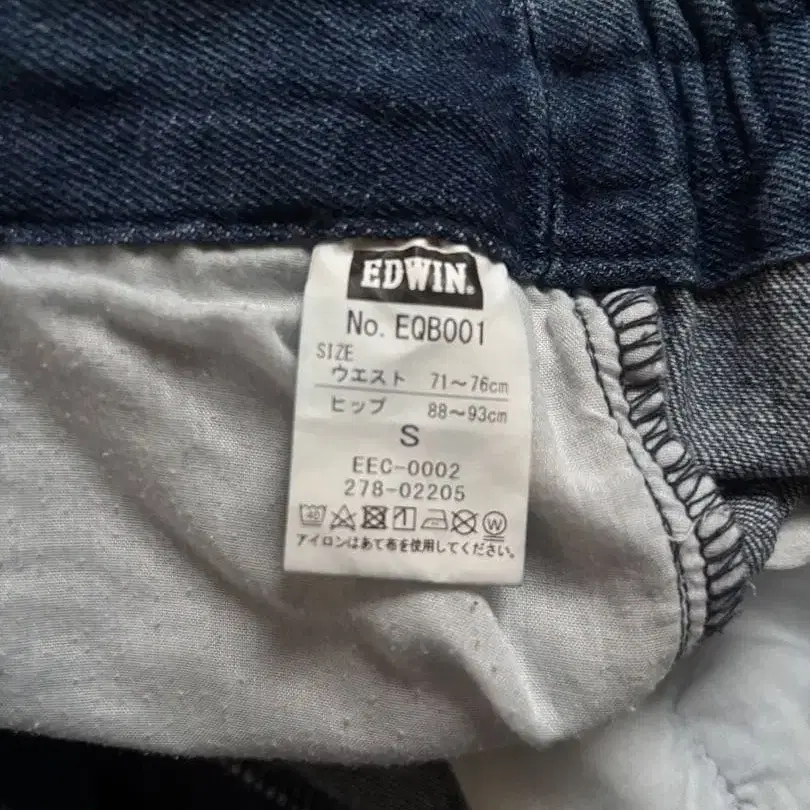 EDWIN®
No. EQB001
SIZE
ウエスト 71～76cm
ヒップ 88～93cm
S
EEC-0002
278-02205
40 W
アイロンはあて布を使用してください。